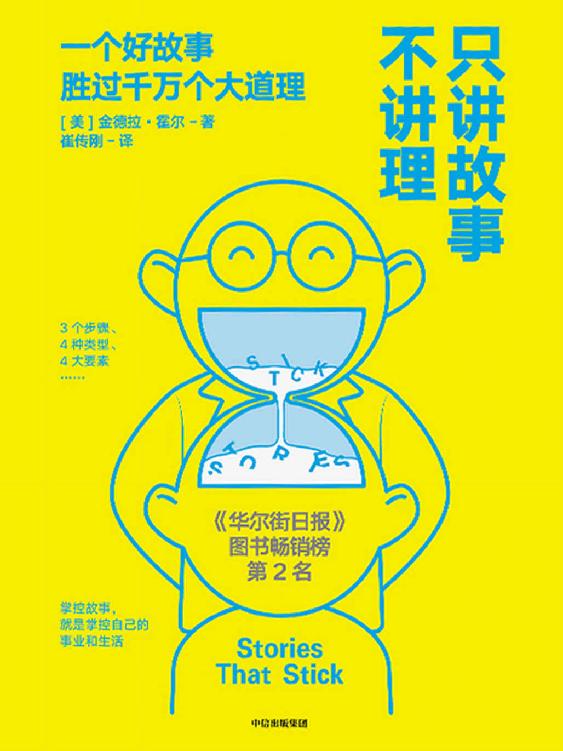 一个好故事
胜过千万个大道理
[ 美 ] 金德拉·霍尔 – 著
崔传刚 – 译
只讲故事
不讲理
3 个步骤、
4 种类型、
4 大要素
……
STICK
STORIES
《华尔街日报》
图书畅销榜
第 2 名
掌控故事，
就是掌控自己的
事业和生活
Stories
That Stick
中信出版集团